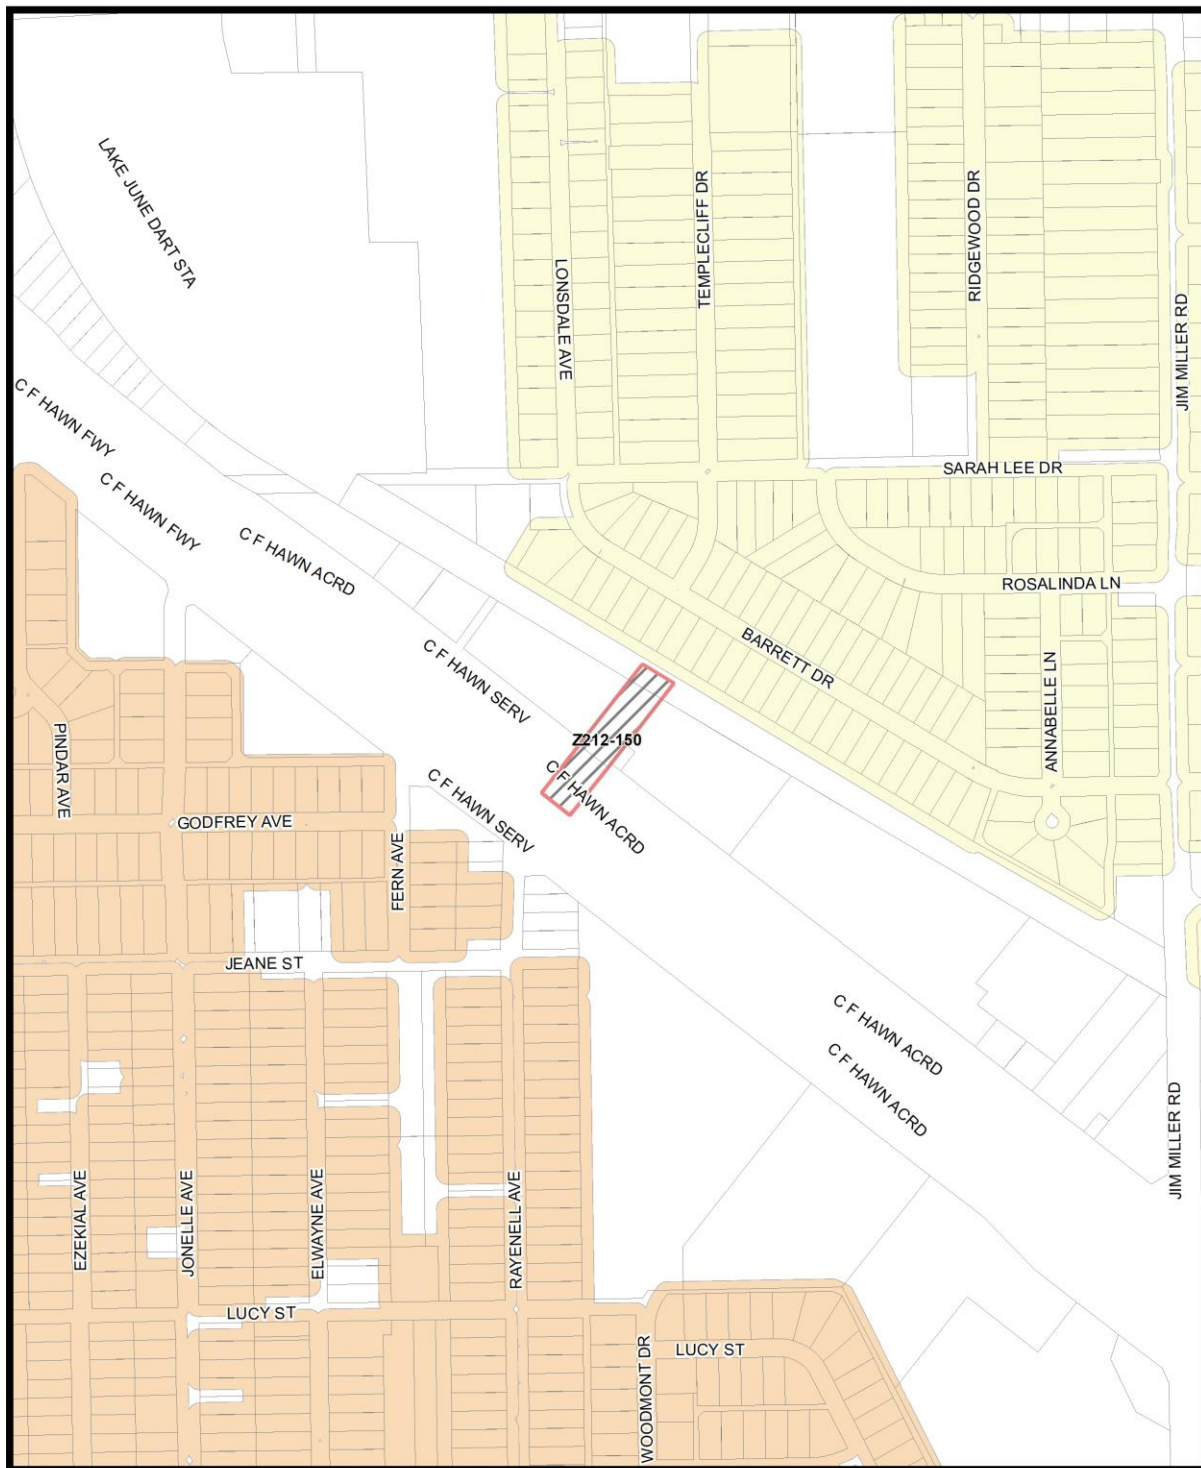 LAKE JUNE DART STA
LONSDALE AVE
TEMPLECLIFF DR
RIDGEWOOD DR
JIM MILLER RD
C F HAWN FWY
C F HAWN FWY
C F HAWN ACRD
SARAH LEE DR
ROSALINDA LN
BARRETT DR
ANNABELLE LN
C F HAWN SERV
Z212-150
C F HAWN ACRD
C F HAWN SERV
PINDAR AVE
GODFREY AVE
FERN AVE
JEANE ST
C F HAWN ACRD
C F HAWN ACRD
JIM MILLER RD
EZEKIAL AVE
JONELLE AVE
ELWAYNE AVE
RAYENELL AVE
LUCY ST
WOODMONT DR
LUCY ST